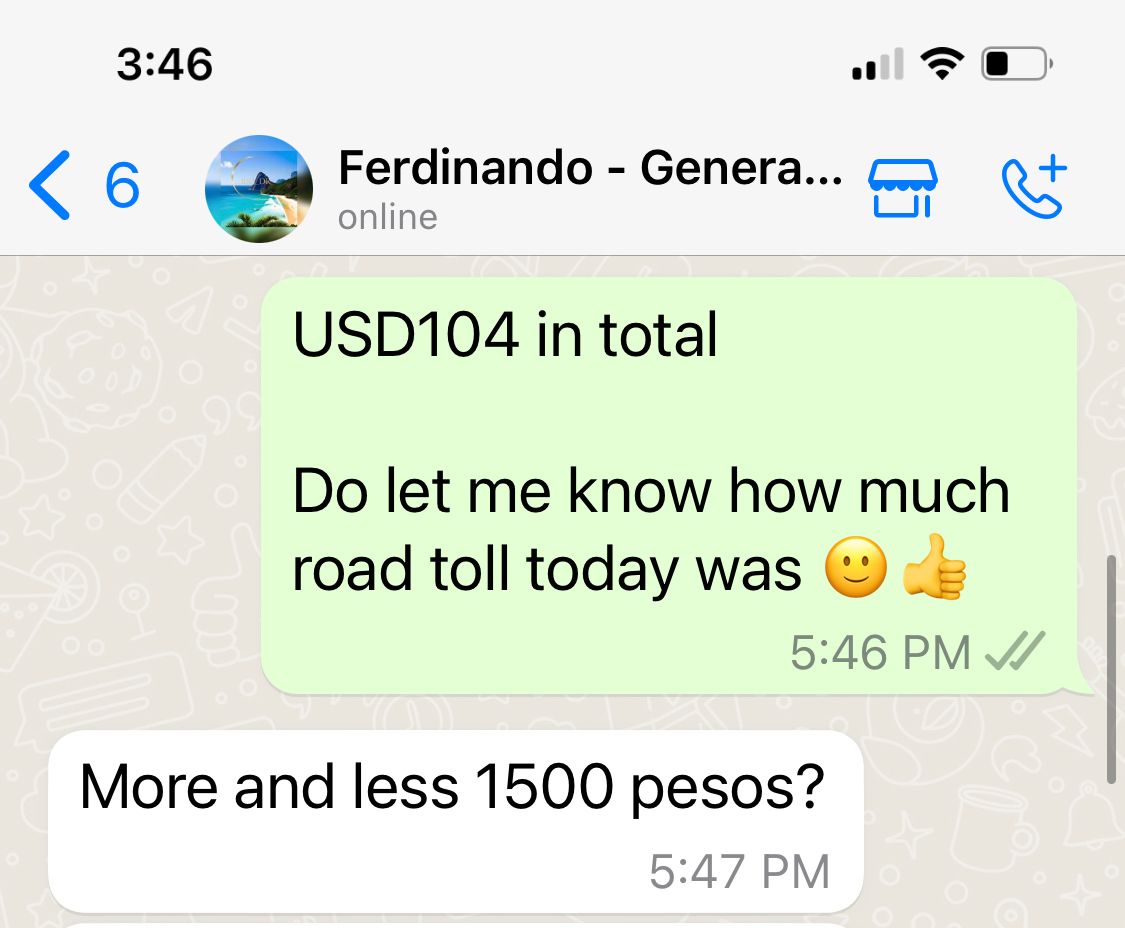 3:46
6
Ferdinando - Genera...
online
USD104 in total
Do let me know how much
road toll today was 🙂👍
5:46 PM
More and less 1500 pesos?
5:47 PM